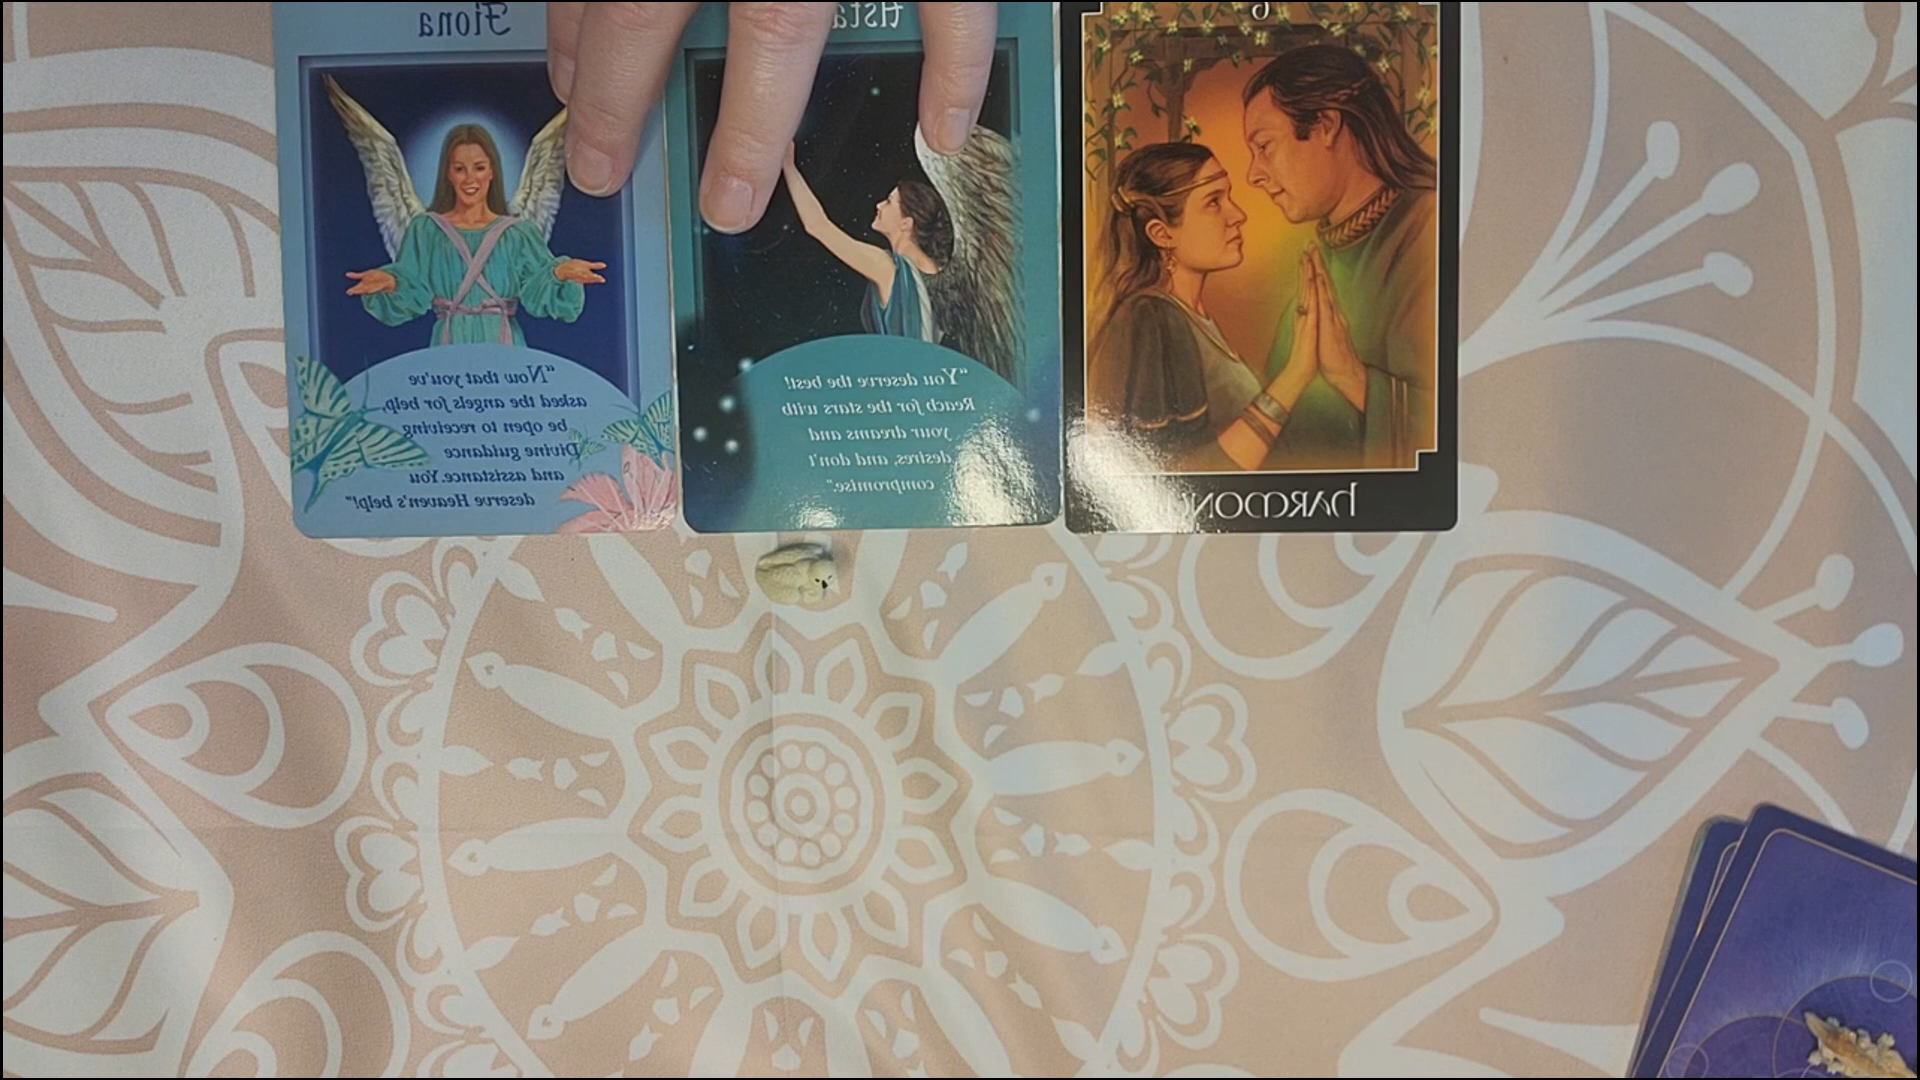 Fiona
"Now that you've
asked the angels for help,
be open to receiving
Divine guidance
and assistance. You
deserve Heaven's help!"
Asta
"You deserve the best!
Reach for the stars with
your dreams and
desires, and don't
compromise."
6
HARMON